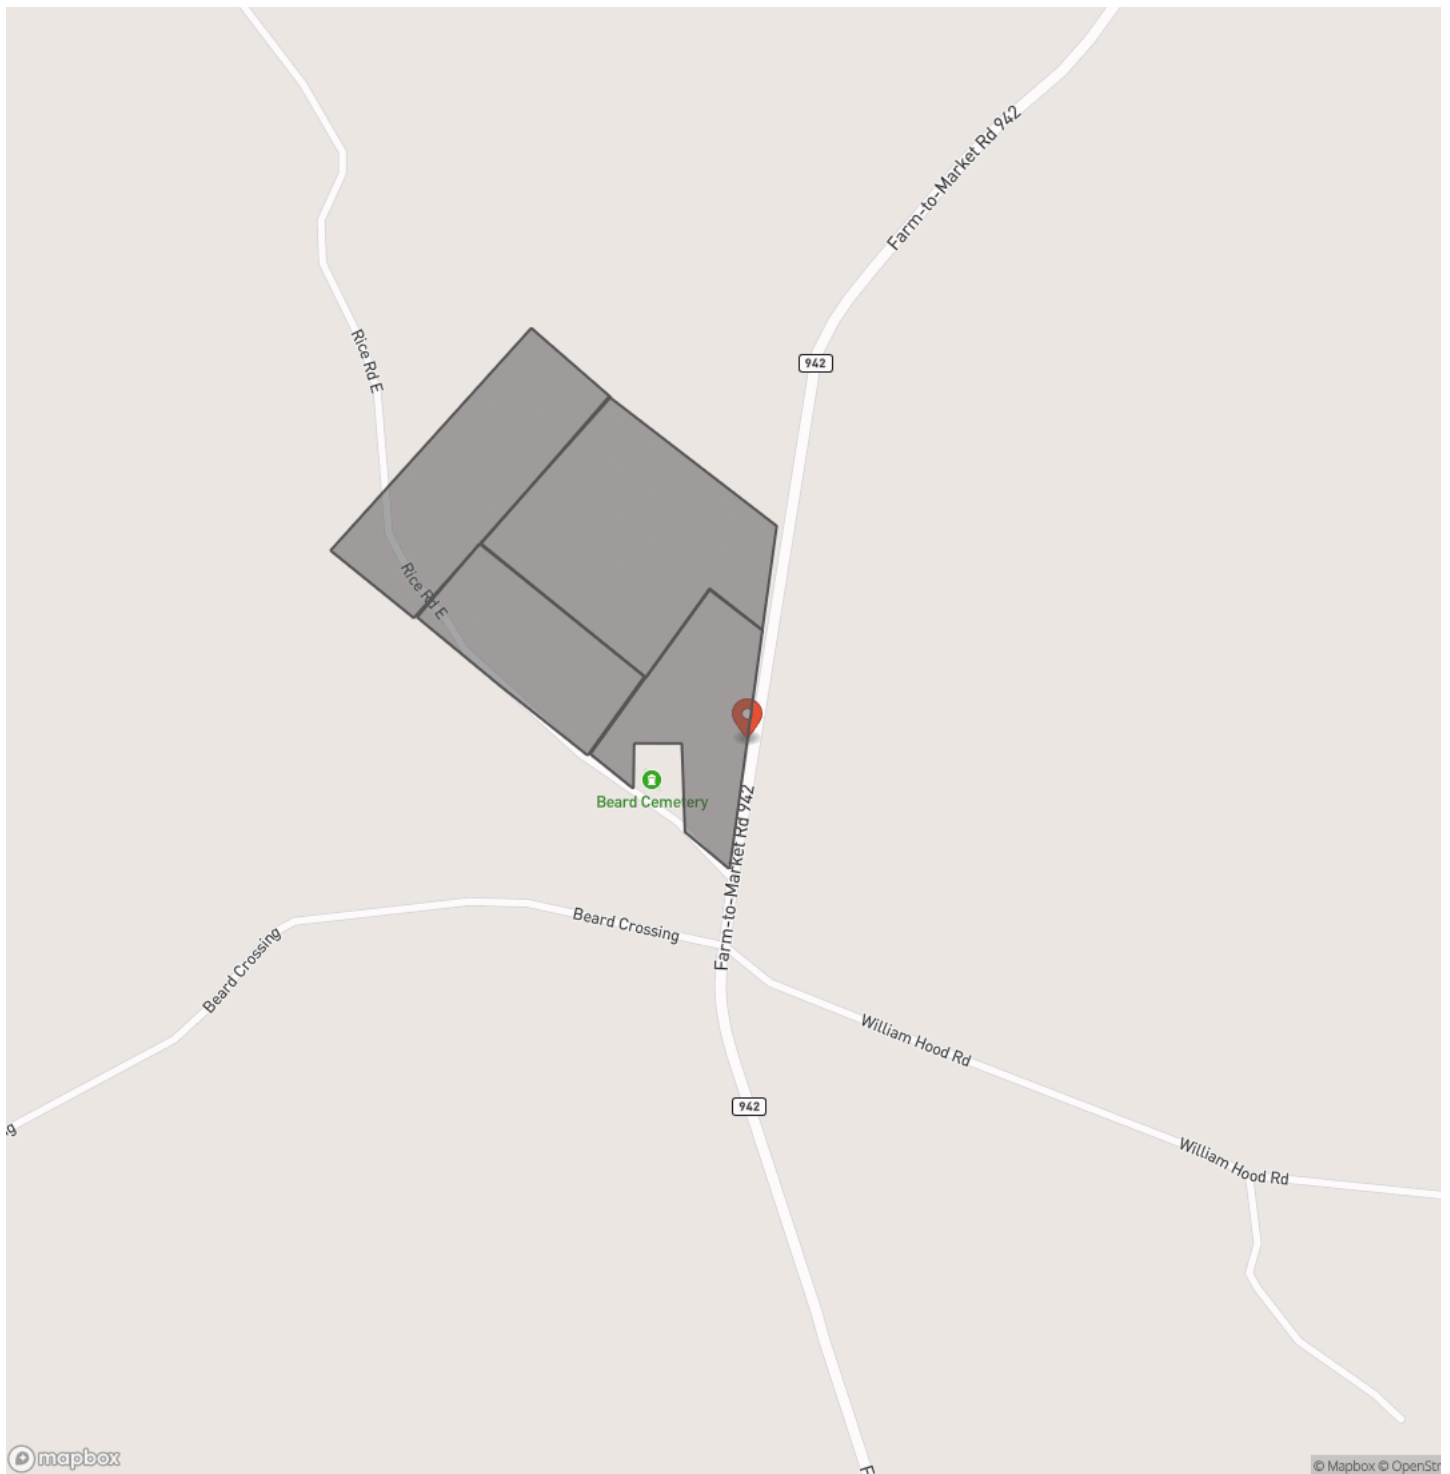 Farm-to-Market Rd 942
Rice Rd E
942
Rice Rd E
Beard Cemetery
Farm-to-Market Rd 942
Beard Crossing
Beard Crossing
William Hood Rd
942
William Hood Rd
g
F
mapbox
© Mapbox © OpenStr